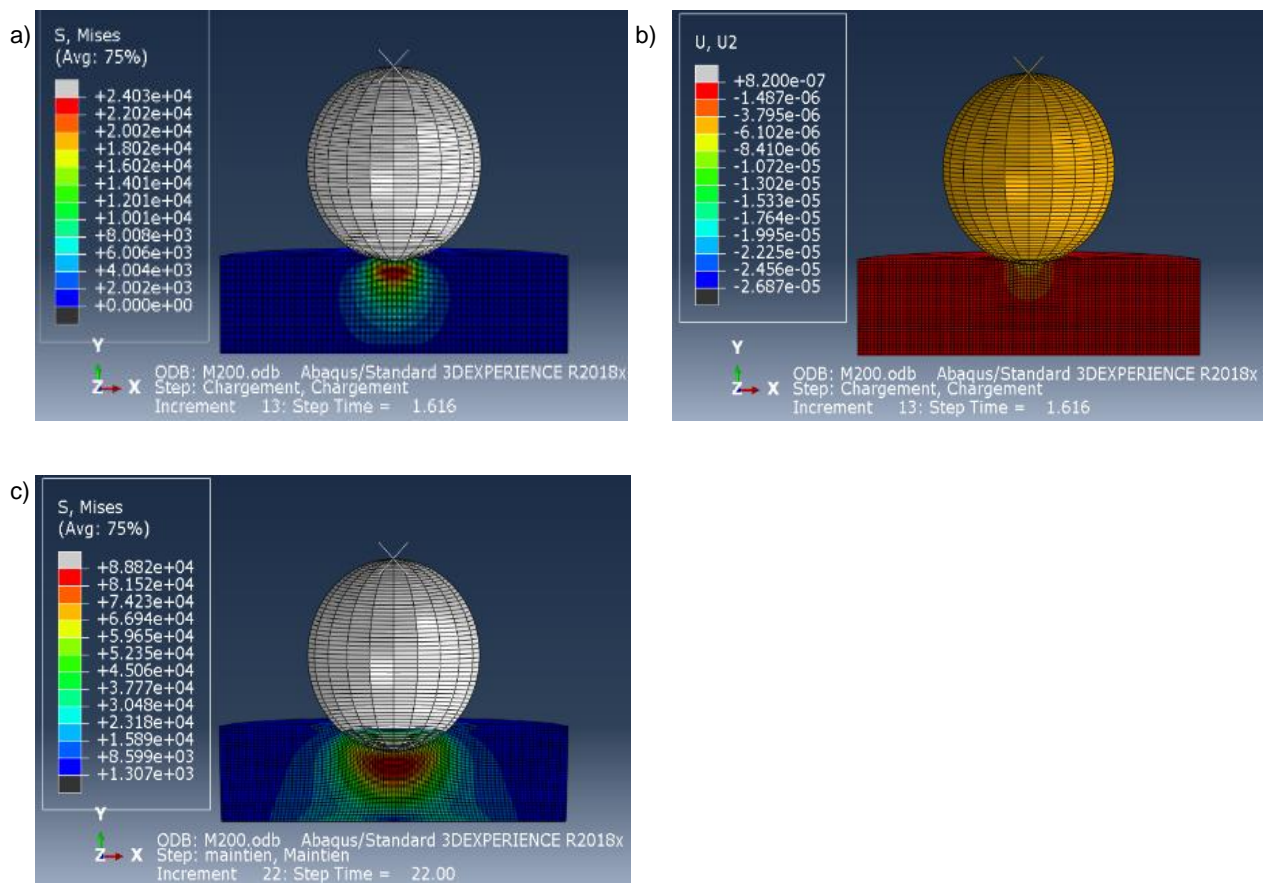 a)
S, Mises
(Avg: 75%)
+2.403e+04
+2.202e+04
+2.002e+04
+1.802e+04
+1.602e+04
+1.401e+04
+1.201e+04
+1.001e+04
+8.008e+03
+6.006e+03
+4.004e+03
+2.002e+03
+0.000e+00
Y
Z X
ODB: M200.odb Abaqus/Standard 3DEXPERIENCE R2018x
Step: Chargement, Chargement
Increment 13: Step Time = 1.616
b)
U, U2
+8.200e-07
-1.487e-06
-3.795e-06
-6.102e-06
-8.410e-06
-1.072e-05
-1.302e-05
-1.533e-05
-1.764e-05
-1.995e-05
-2.225e-05
-2.456e-05
-2.687e-05
Y
Z X
ODB: M200.odb Abaqus/Standard 3DEXPERIENCE R2018x
Step: Chargement, Chargement
Increment 13: Step Time = 1.616
c)
S, Mises
(Avg: 75%)
+8.882e+04
+8.152e+04
+7.423e+04
+6.694e+04
+5.965e+04
+5.235e+04
+4.506e+04
+3.777e+04
+3.048e+04
+2.318e+04
+1.589e+04
+8.599e+03
+1.307e+03
Y
Z X
ODB: M200.odb Abaqus/Standard 3DEXPERIENCE R2018x
Step: maintien, Maintien
Increment 22: Step Time = 22.00